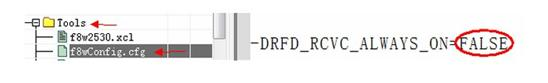 Tools
f8w2530.xcl
f8wConfig.cfg
-DRFD_RCVC_ALWAYS_ON=FALSE